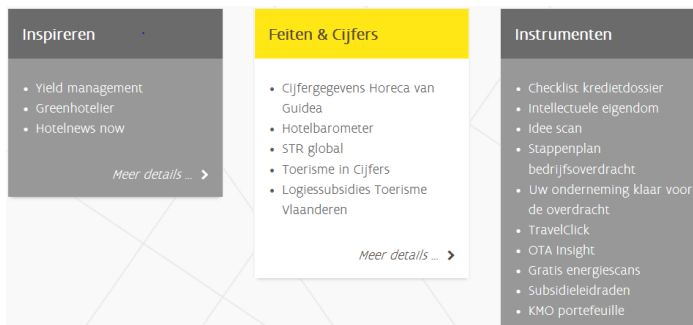 Inspireren
• Yield management
• Greenhotelier
• Hotelnews now
Meer details ...
Feiten & Cijfers
• Cijfergegevens Horeca van
Guidea
• Hotelbarometer
• STR global
• Toerisme in Cijfers
• Logiessubsidies Toerisme
Vlaanderen
Meer details ...
Instrumenten
• Checklist kredietdossier
• Intellectuele eigendom
• Idee scan
• Stappenplan
bedrijfsoverdracht
• Uw onderneming klaar voor
de overdracht
• TravelClick
• OTA Insight
• Gratis energiescans
• Subsidieleidraden
• KMO portefeuille